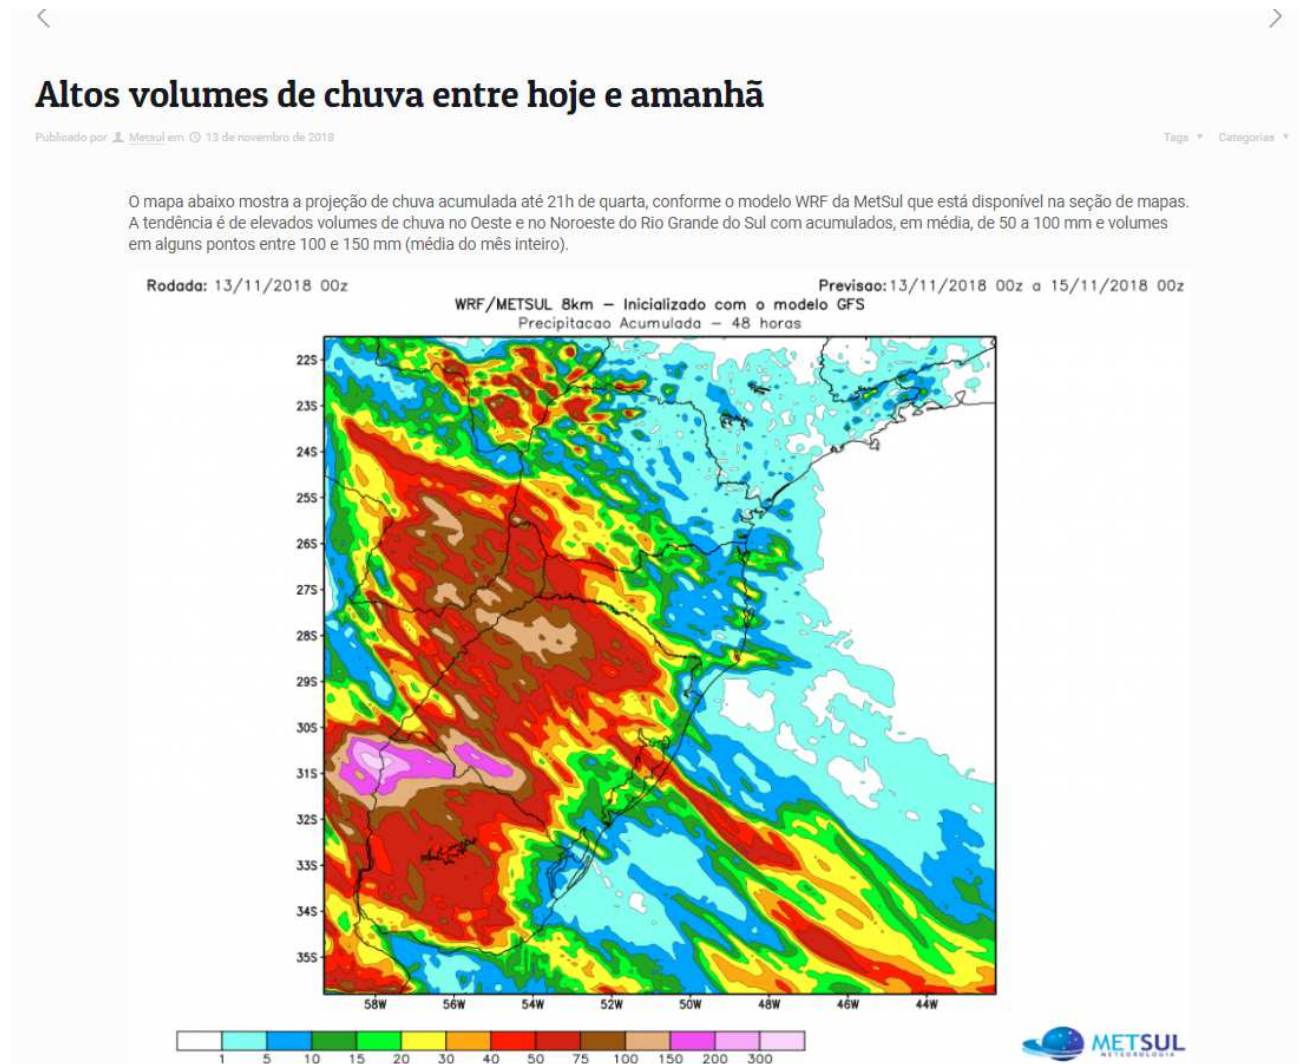 Altos volumes de chuva entre hoje e amanhã
Publicado por Metsul em 13 de novembro de 2018
Tags Categorias
O mapa abaixo mostra a projeção de chuva acumulada até 21h de quarta, conforme o modelo WRF da MetSul que está disponível na seção de mapas.
A tendência é de elevados volumes de chuva no Oeste e no Noroeste do Rio Grande do Sul com acumulados, em média, de 50 a 100 mm e volumes
em alguns pontos entre 100 e 150 mm (média do mês inteiro).
Rodada: 13/11/2018 00z
Previsao: 13/11/2018 00z a 15/11/2018 00z
WRF/METSUL 8km – Inicializado com o modelo GFS
Precipitacao Acumulada – 48 horas
22S
23S
24S
25S
26S
27S
28S
29S
30S
31S
32S
33S
34S
35S
58W 56W 54W 52W 50W 48W 46W 44W
1 5 10 15 20 30 40 50 75 100 150 200 300
METSUL
METEOROLOGIA